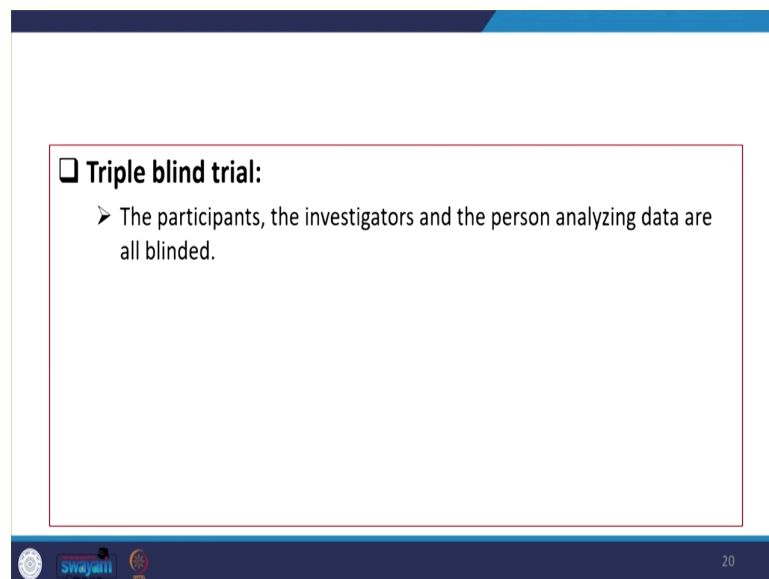 Triple blind trial:
The participants, the investigators and the person analyzing data are
all blinded.
swayam
20